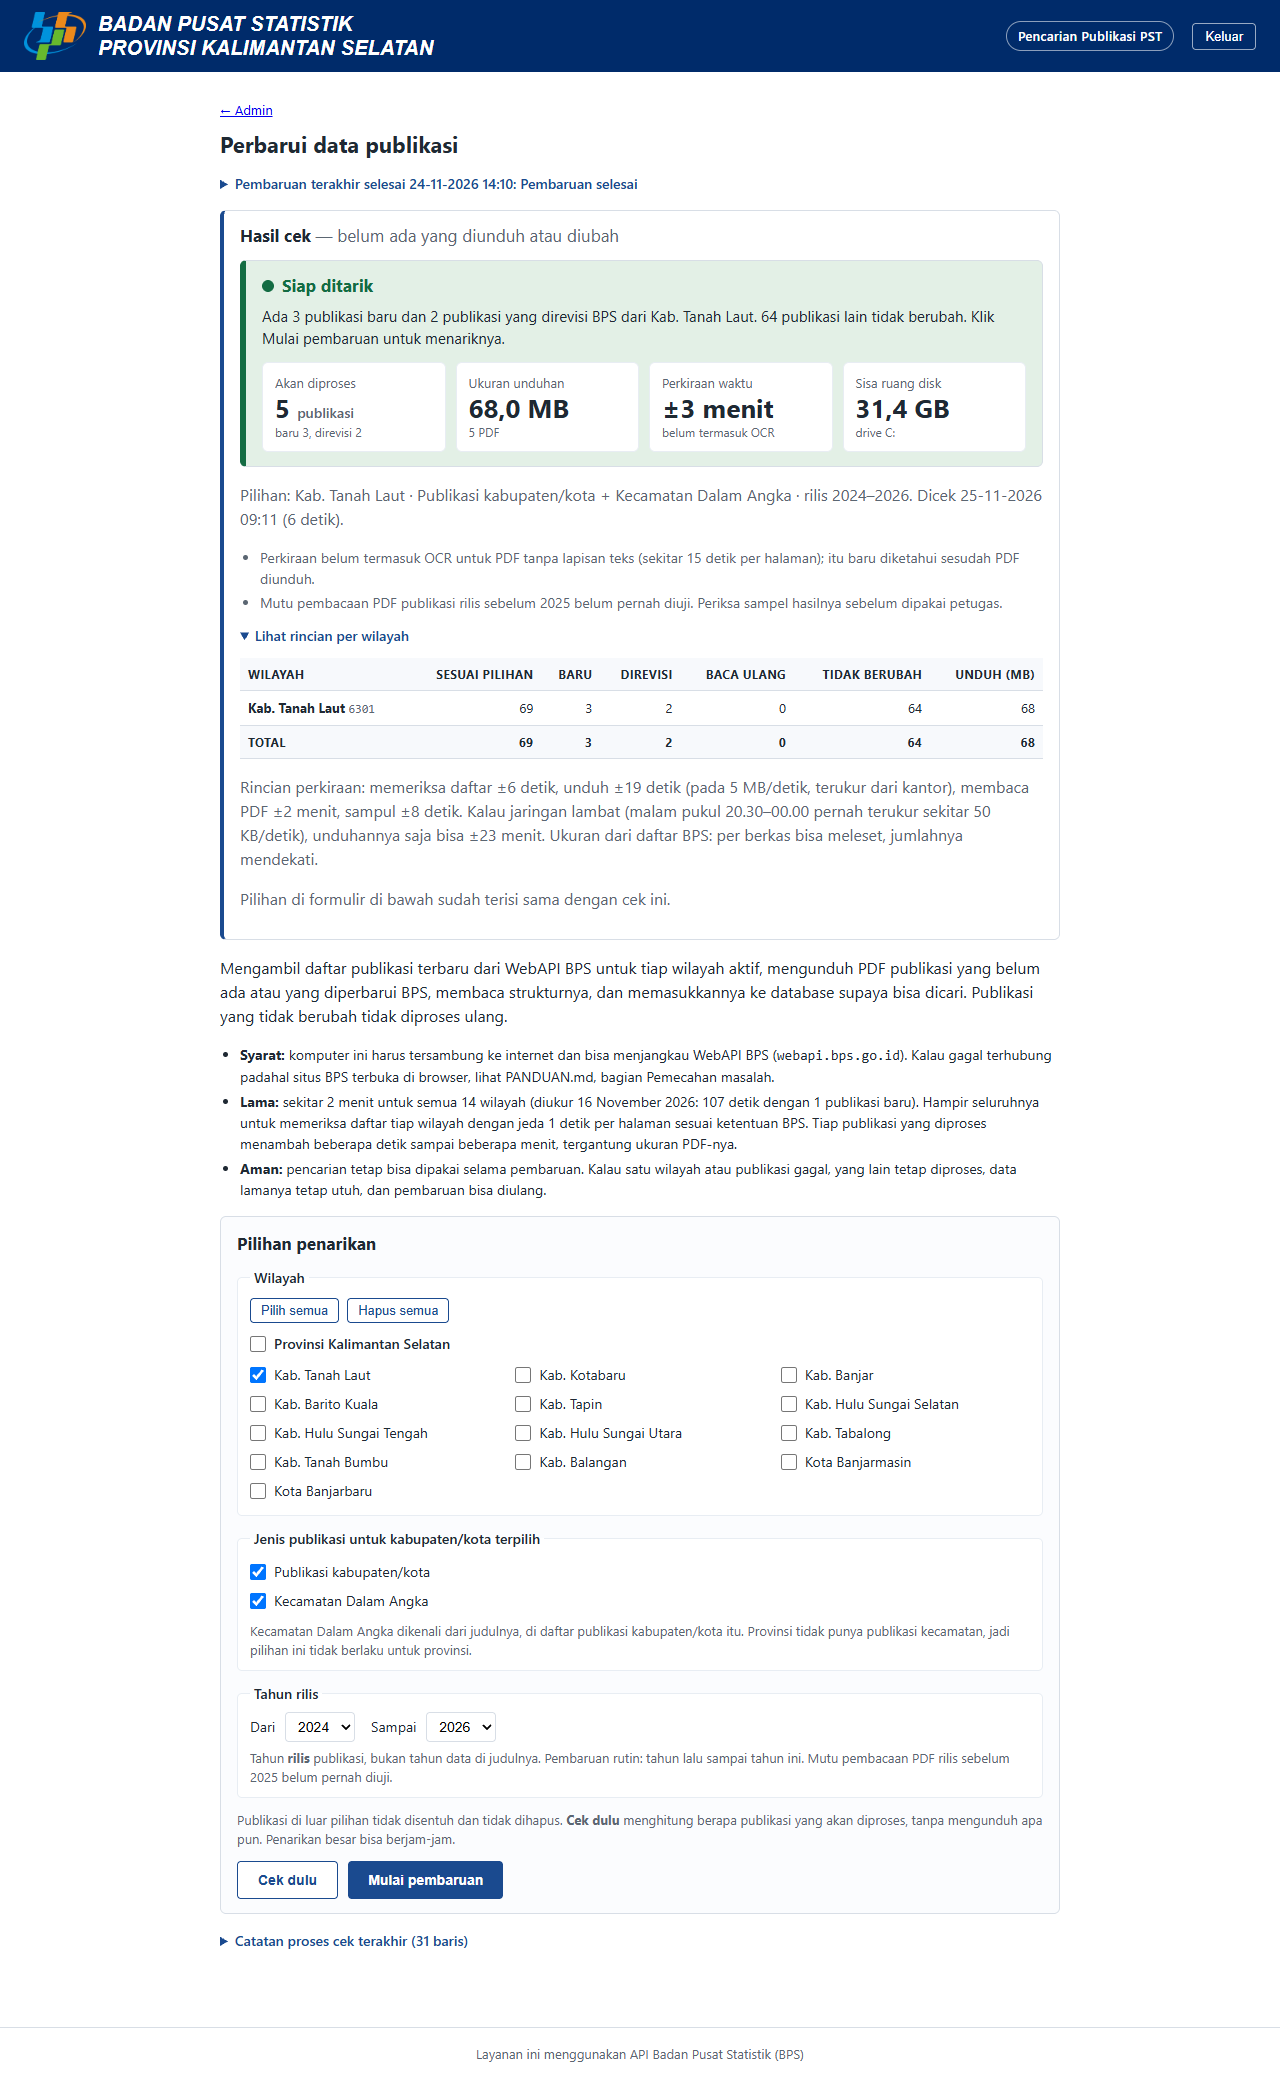 BADAN PUSAT STATISTIK
PROVINSI KALIMANTAN SELATAN
Pencarian Publikasi PST
Keluar
← Admin
Perbarui data publikasi
Pembaruan terakhir selesai 24-11-2026 14:10: Pembaruan selesai
Hasil cek — belum ada yang diunduh atau diubah
Siap ditarik
Ada 3 publikasi baru dan 2 publikasi yang direvisi BPS dari Kab. Tanah Laut. 64 publikasi lain tidak berubah. Klik
Mulai pembaruan untuk menariknya.
Akan diproses
5 publikasi
baru 3, direvisi 2
Ukuran unduhan
68,0 MB
5 PDF
Perkiraan waktu
±3 menit
belum termasuk OCR
Sisa ruang disk
31,4 GB
drive C:
Pilihan: Kab. Tanah Laut · Publikasi kabupaten/kota + Kecamatan Dalam Angka · rilis 2024–2026. Dicek 25-11-2026
09:11 (6 detik).
• Perkiraan belum termasuk OCR untuk PDF tanpa lapisan teks (sekitar 15 detik per halaman); itu baru diketahui sesudah PDF
diunduh.
• Mutu pembacaan PDF publikasi rilis sebelum 2025 belum pernah diuji. Periksa sampel hasilnya sebelum dipakai petugas.
Lihat rincian per wilayah
WILAYAH SESUAI PILIHAN BARU DIREVISI BACA ULANG TIDAK BERUBAH UNDUH (MB)
Kab. Tanah Laut 6301 69 3 2 0 64 68
TOTAL 69 3 2 0 64 68
Rincian perkiraan: memeriksa daftar ±6 detik, unduh ±19 detik (pada 5 MB/detik, terukur dari kantor), membaca
PDF ±2 menit, sampul ±8 detik. Kalau jaringan lambat (malam pukul 20.30–00.00 pernah terukur sekitar 50
KB/detik), unduhannya saja bisa ±23 menit. Ukuran dari daftar BPS: per berkas bisa meleset, jumlahnya
mendekati.
Pilihan di formulir di bawah sudah terisi sama dengan cek ini.
Mengambil daftar publikasi terbaru dari WebAPI BPS untuk tiap wilayah aktif, mengunduh PDF publikasi yang belum
ada atau yang diperbarui BPS, membaca strukturnya, dan memasukkannya ke database supaya bisa dicari. Publikasi
yang tidak berubah tidak diproses ulang.
• Syarat: komputer ini harus tersambung ke internet dan bisa menjangkau WebAPI BPS (webapi.bps.go.id). Kalau gagal terhubung
padahal situs BPS terbuka di browser, lihat PANDUAN.md, bagian Pemecahan masalah.
• Lama: sekitar 2 menit untuk semua 14 wilayah (diukur 16 November 2026: 107 detik dengan 1 publikasi baru). Hampir seluruhnya
untuk memeriksa daftar tiap wilayah dengan jeda 1 detik per halaman sesuai ketentuan BPS. Tiap publikasi yang diproses
menambah beberapa detik sampai beberapa menit, tergantung ukuran PDF-nya.
• Aman: pencarian tetap bisa dipakai selama pembaruan. Kalau satu wilayah atau publikasi gagal, yang lain tetap diproses, data
lamanya tetap utuh, dan pembaruan bisa diulang.
Pilihan penarikan
Wilayah
Pilih semua Hapus semua
Provinsi Kalimantan Selatan
Kab. Tanah Laut Kab. Kotabaru Kab. Banjar
Kab. Barito Kuala Kab. Tapin Kab. Hulu Sungai Selatan
Kab. Hulu Sungai Tengah Kab. Hulu Sungai Utara Kab. Tabalong
Kab. Tanah Bumbu Kab. Balangan Kota Banjarmasin
Kota Banjarbaru
Jenis publikasi untuk kabupaten/kota terpilih
Publikasi kabupaten/kota
Kecamatan Dalam Angka
Kecamatan Dalam Angka dikenali dari judulnya, di daftar publikasi kabupaten/kota itu. Provinsi tidak punya publikasi kecamatan, jadi
pilihan ini tidak berlaku untuk provinsi.
Tahun rilis
Dari 2024 Sampai 2026
Tahun rilis publikasi, bukan tahun data di judulnya. Pembaruan rutin: tahun lalu sampai tahun ini. Mutu pembacaan PDF rilis sebelum
2025 belum pernah diuji.
Publikasi di luar pilihan tidak disentuh dan tidak dihapus. Cek dulu menghitung berapa publikasi yang akan diproses, tanpa mengunduh apa
pun. Penarikan besar bisa berjam-jam.
Cek dulu Mulai pembaruan
Catatan proses cek terakhir (31 baris)
Layanan ini menggunakan API Badan Pusat Statistik (BPS)